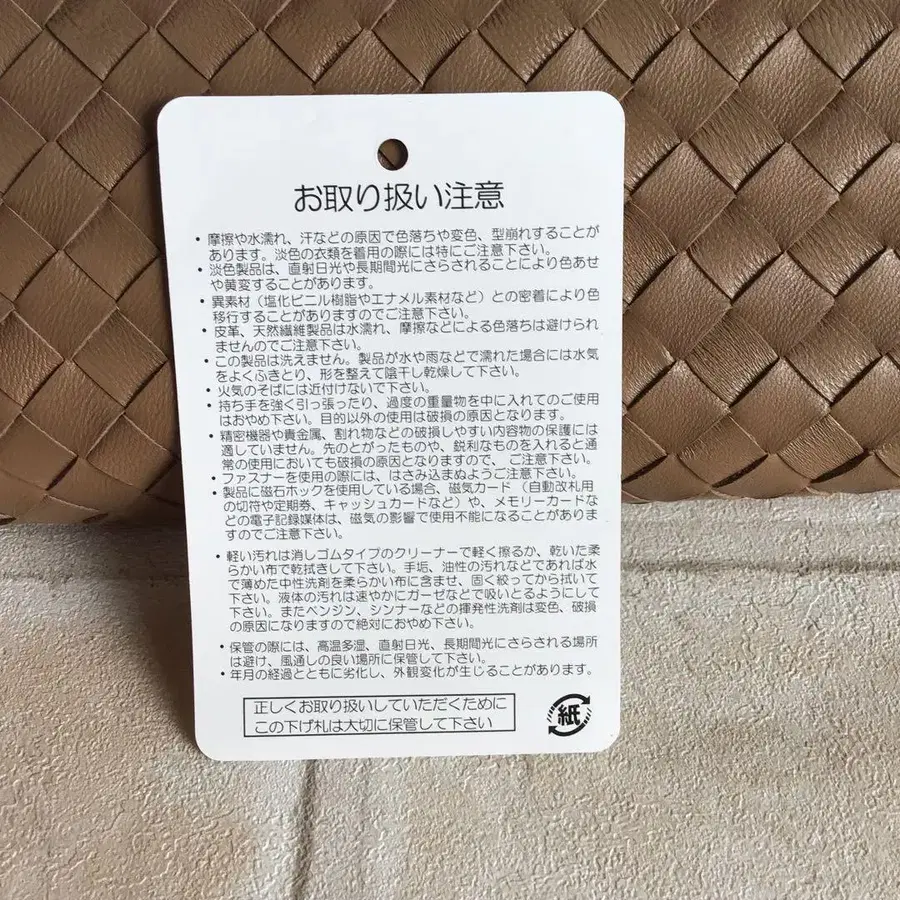 お取り扱い注意
・摩擦や水濡れ、汗などの原因で色落ちや変色、型崩れすることが
あります。淡色の衣類を着用の際には特にご注意下さい。
・淡色製品は、直射日光や長期間光にさらされることにより色あせ
や黄変することがあります。
・異素材（塩化ビニル樹脂やエナメル素材など）との密着により色
移行することがありますのでご注意下さい。
・皮革、天然繊維製品は水濡れ、摩擦などによる色落ちは避けられ
ませんのでご注意下さい。
・この製品は洗えません。製品が水や雨などで濡れた場合には水気
をよくふきとり、形を整えて陰干し乾燥して下さい。
・火気のそばには近付けないで下さい。
・持ち手を強く引っ張ったり、過度の重量物を中に入れてのご使用
はおやめ下さい。目的以外の使用は破損の原因となります。
・精密機器や貴金属、割れ物などの破損しやすい内容物の保護には
適していません。先のとがったものや、鋭利なものを入れると通
常の使用においても破損の原因となりますので、ご注意下さい。
・ファスナーを使用の際には、はさみ込まぬようご注意下さい。
・製品に磁石ホックを使用している場合、磁気カード（自動改札用
の切符や定期券、キャッシュカードなど）や、メモリーカードな
どの電子記録媒体は、磁気の影響で使用不能になることがありま
すのでご注意下さい。
・軽い汚れは消しゴムタイプのクリーナーで軽く擦るか、乾いた柔
らかい布で乾拭きして下さい。手垢、油性の汚れなどであれば水
で薄めた中性洗剤を柔らかい布に含ませ、固く絞ってから拭いて
下さい。液体の汚れは速やかにガーゼなどで吸いとるようにして
下さい。またベンジン、シンナーなどの揮発性洗剤は変色、破損
の原因になりますので絶対におやめ下さい。
・保管の際には、高温多湿、直射日光、長期間光にさらされる場所
は避け、風通しの良い場所に保管して下さい。
・年月の経過とともに劣化し、外観変化が生じることがあります。
正しくお取り扱いしていただくために
この下げ札は大切に保管して下さい
紙